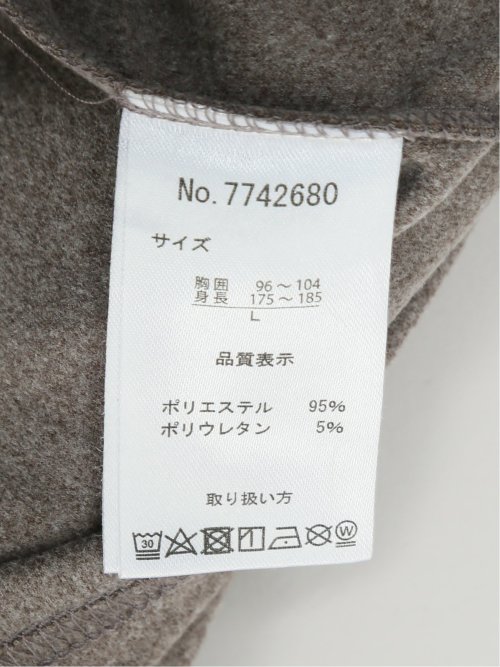 No.7742680
サイズ
胸囲 96～104
身長 175～185
L
品質表示
ポリエステル 95%
ポリウレタン 5%
取り扱い方
30 W